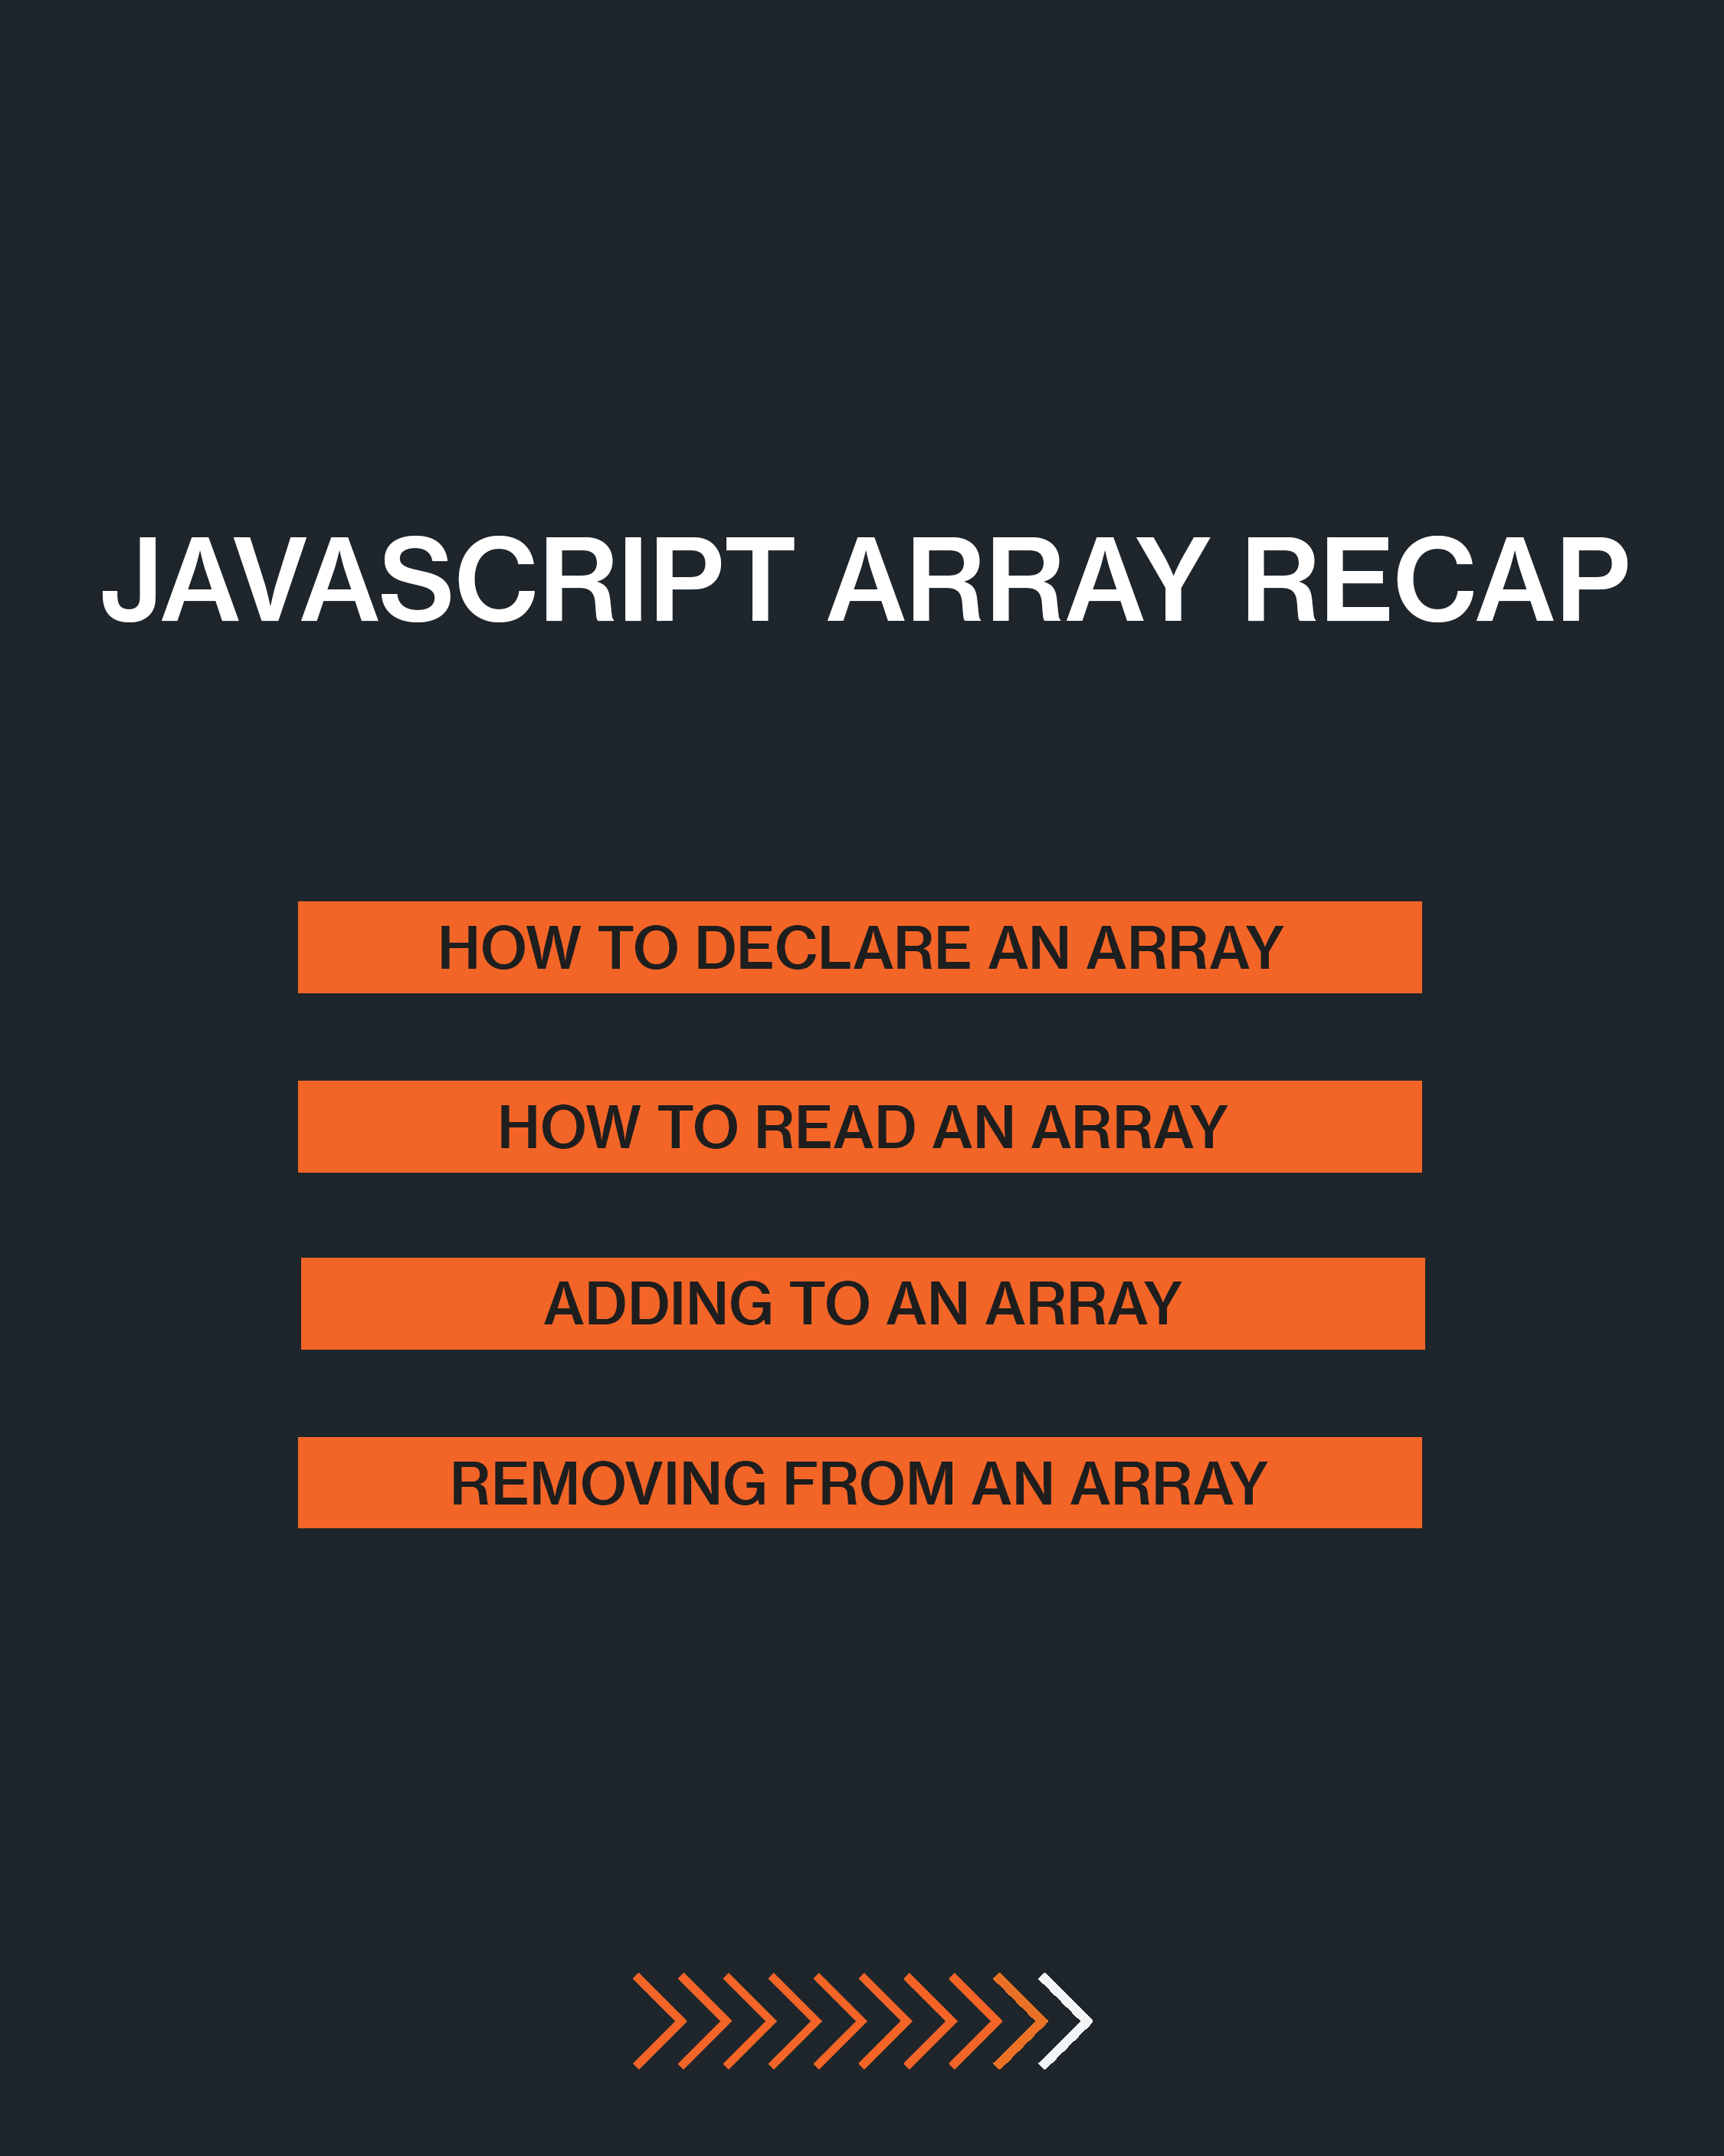 JAVASCRIPT ARRAY RECAP
HOW TO DECLARE AN ARRAY
HOW TO READ AN ARRAY
ADDING TO AN ARRAY
REMOVING FROM AN ARRAY